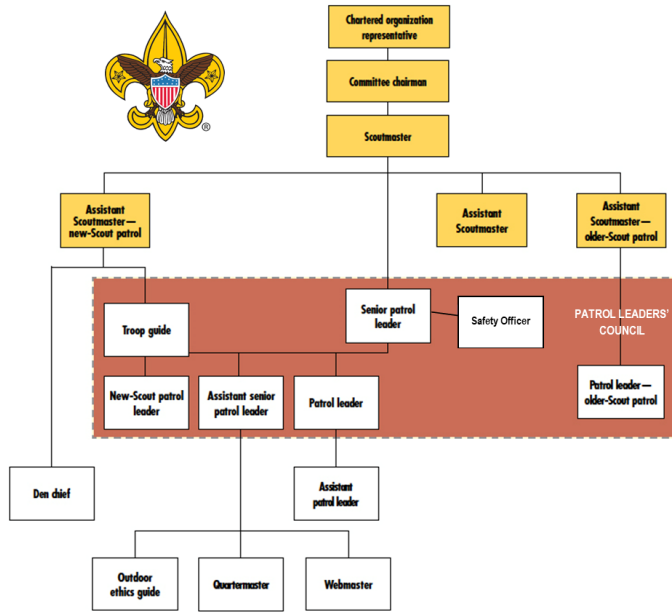 Chartered organization
representative
Committee chairman
Scoutmaster
®
Assistant
Scoutmaster—
new-Scout patrol
Assistant
Scoutmaster
Assistant
Scoutmaster—
older-Scout patrol
Troop guide
Senior patrol
leader
Safety Officer
PATROL LEADERS'
COUNCIL
New-Scout patrol
leader
Assistant senior
patrol leader
Patrol leader
Patrol leader—
older-Scout patrol
Den chief
Assistant
patrol leader
Outdoor
ethics guide
Quartermaster
Webmaster